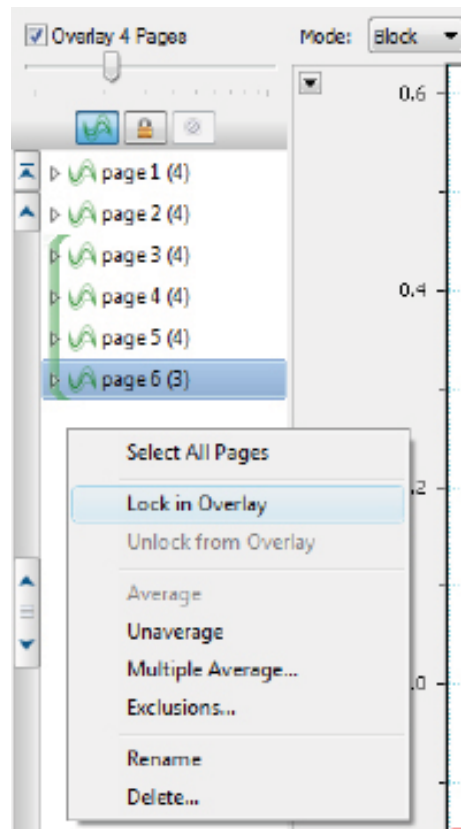 Overlay 4 Pages
Mode: Block
0.6
page 1 (4)
page 2 (4)
page 3 (4)
0.4
page 4 (4)
page 5 (4)
page 6 (3)
Select All Pages
Lock in Overlay
.2
Unlock from Overlay
Average
Unaverage
Multiple Average...
.0
Exclusions...
Rename
Delete...